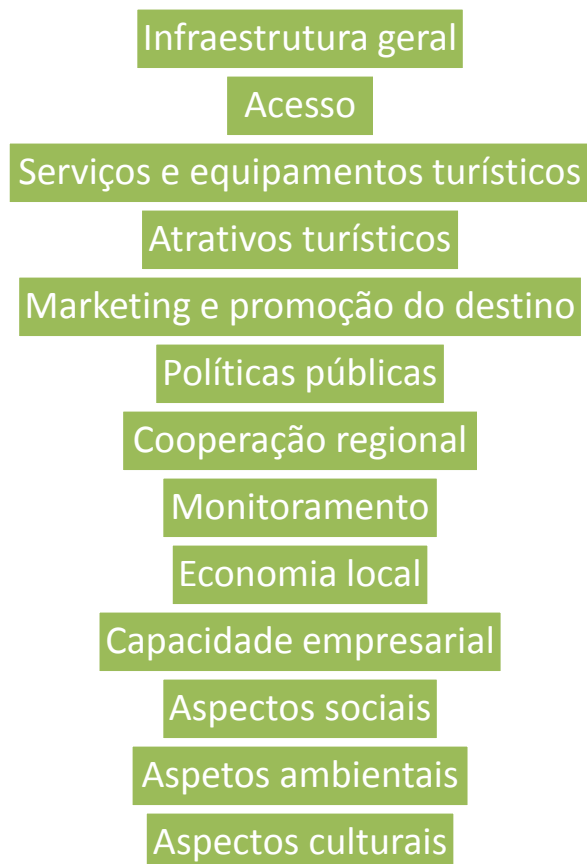 Infraestrutura geral
Acesso
Serviços e equipamentos turísticos
Atrativos turísticos
Marketing e promoção do destino
Políticas públicas
Cooperação regional
Monitoramento
Economia local
Capacidade empresarial
Aspectos sociais
Aspetos ambientais
Aspectos culturais